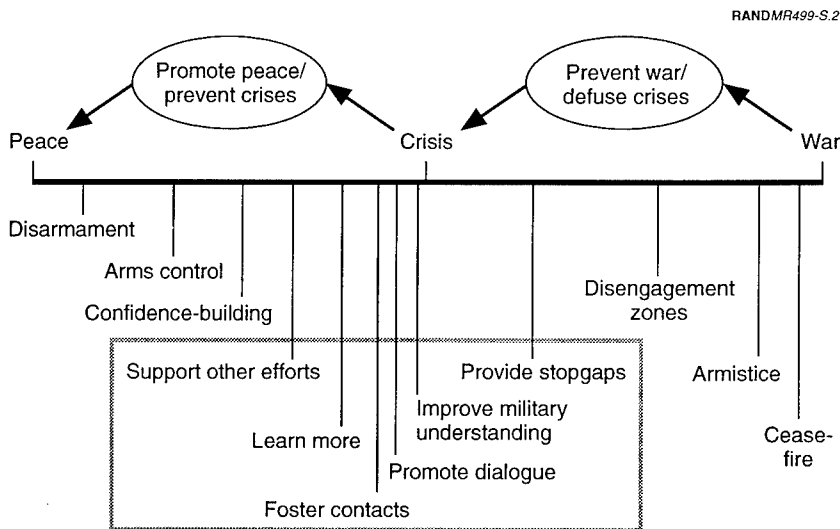 RANDMR499-S.2
Promote peace/
prevent crises
Prevent war/
defuse crises
Peace
Crisis
War
Disarmament
Arms control
Confidence-building
Disengagement
zones
Support other efforts
Provide stopgaps
Armistice
Improve military
understanding
Learn more
Cease-
fire
Promote dialogue
Foster contacts